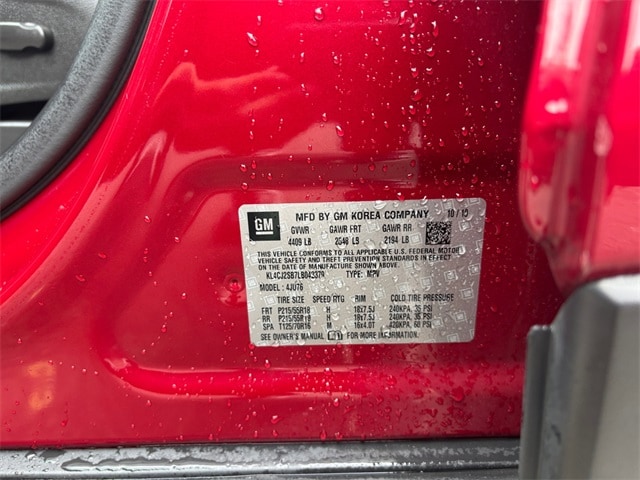 GM
MFD BY GM KOREA COMPANY 10/19
GVWR GAWR FRT GAWR RR
4409 LB 2546 LB 2194 LB
THIS VEHICLE CONFORMS TO ALL APPLICABLE U.S. FEDERAL MOTOR
VEHICLE SAFETY AND THEFT PREVENTION STANDARDS IN EFFECT
ON THE DATE OF MANUFACTURE SHOWN ABOVE.
TYPE: MPV
MODEL: 4JU76
TIRE SIZE SPEED RTG RIM COLD TIRE PRESSURE
FRT P215/55R18 H 18x7.5J 240KPA, 35 PSI
RR P215/55R18 H 18x7.5J 240KPA, 35 PSI
SPA T125/70R16 M 16x4.0T 420KPA, 60 PSI
SEE OWNER'S MANUAL FOR MORE INFORMATION.